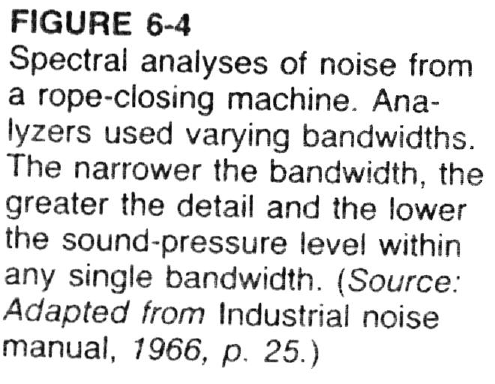 FIGURE 6-4
Spectral analyses of noise from
a rope-closing machine. Ana-
lyzers used varying bandwidths.
The narrower the bandwidth, the
greater the detail and the lower
the sound-pressure level within
any single bandwidth. (Source:
Adapted from Industrial noise
manual, 1966, p. 25.)